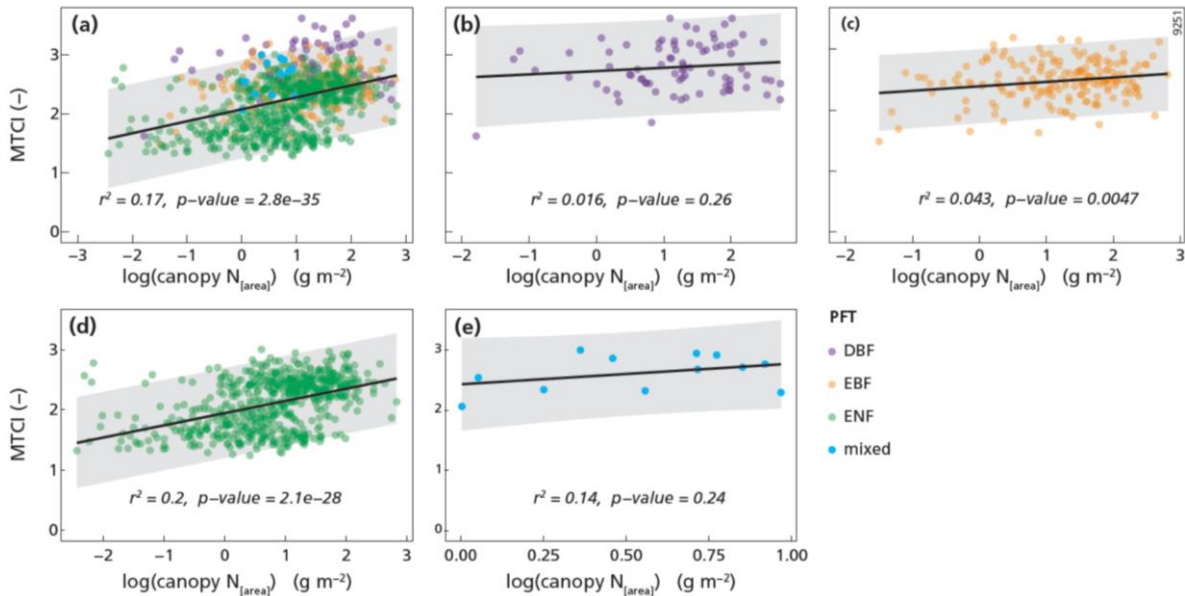 (a)
(b)
(c)
9251
MTCI (–)
3
2
1
0
r² = 0.17, p–value = 2.8e–35
r² = 0.016, p–value = 0.26
r² = 0.043, p–value = 0.0047
−3 −2 −1 0 1 2 3
−2 −1 0 1 2
−2 −1 0 1 2 3
log(canopy N[area]) (g m⁻²)
log(canopy N[area]) (g m⁻²)
log(canopy N[area]) (g m⁻²)
(d)
(e)
MTCI (–)
3
2
1
0
3
2
1
0
r² = 0.2, p–value = 2.1e–28
r² = 0.14, p–value = 0.24
−2 −1 0 1 2 3
0.00 0.25 0.50 0.75 1.00
log(canopy N[area]) (g m⁻²)
log(canopy N[area]) (g m⁻²)
PFT
DBF
EBF
ENF
mixed